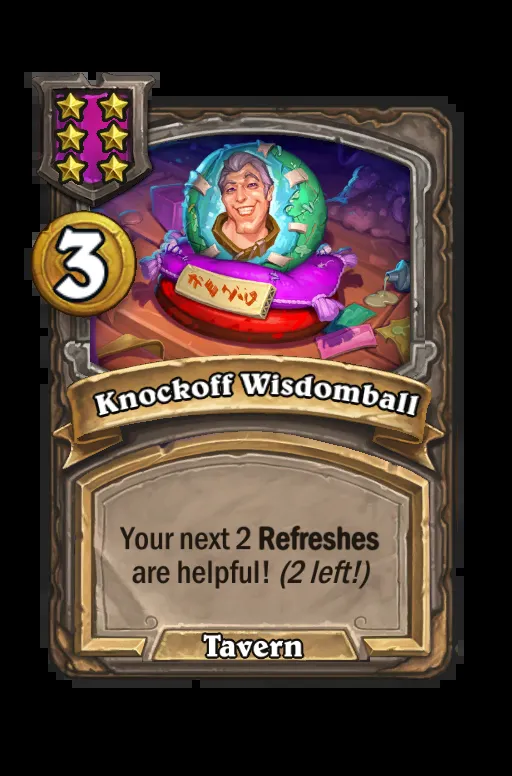 3
Knockoff Wisdomball
Your next 2 Refreshes
are helpful! (2 left!)
Tavern